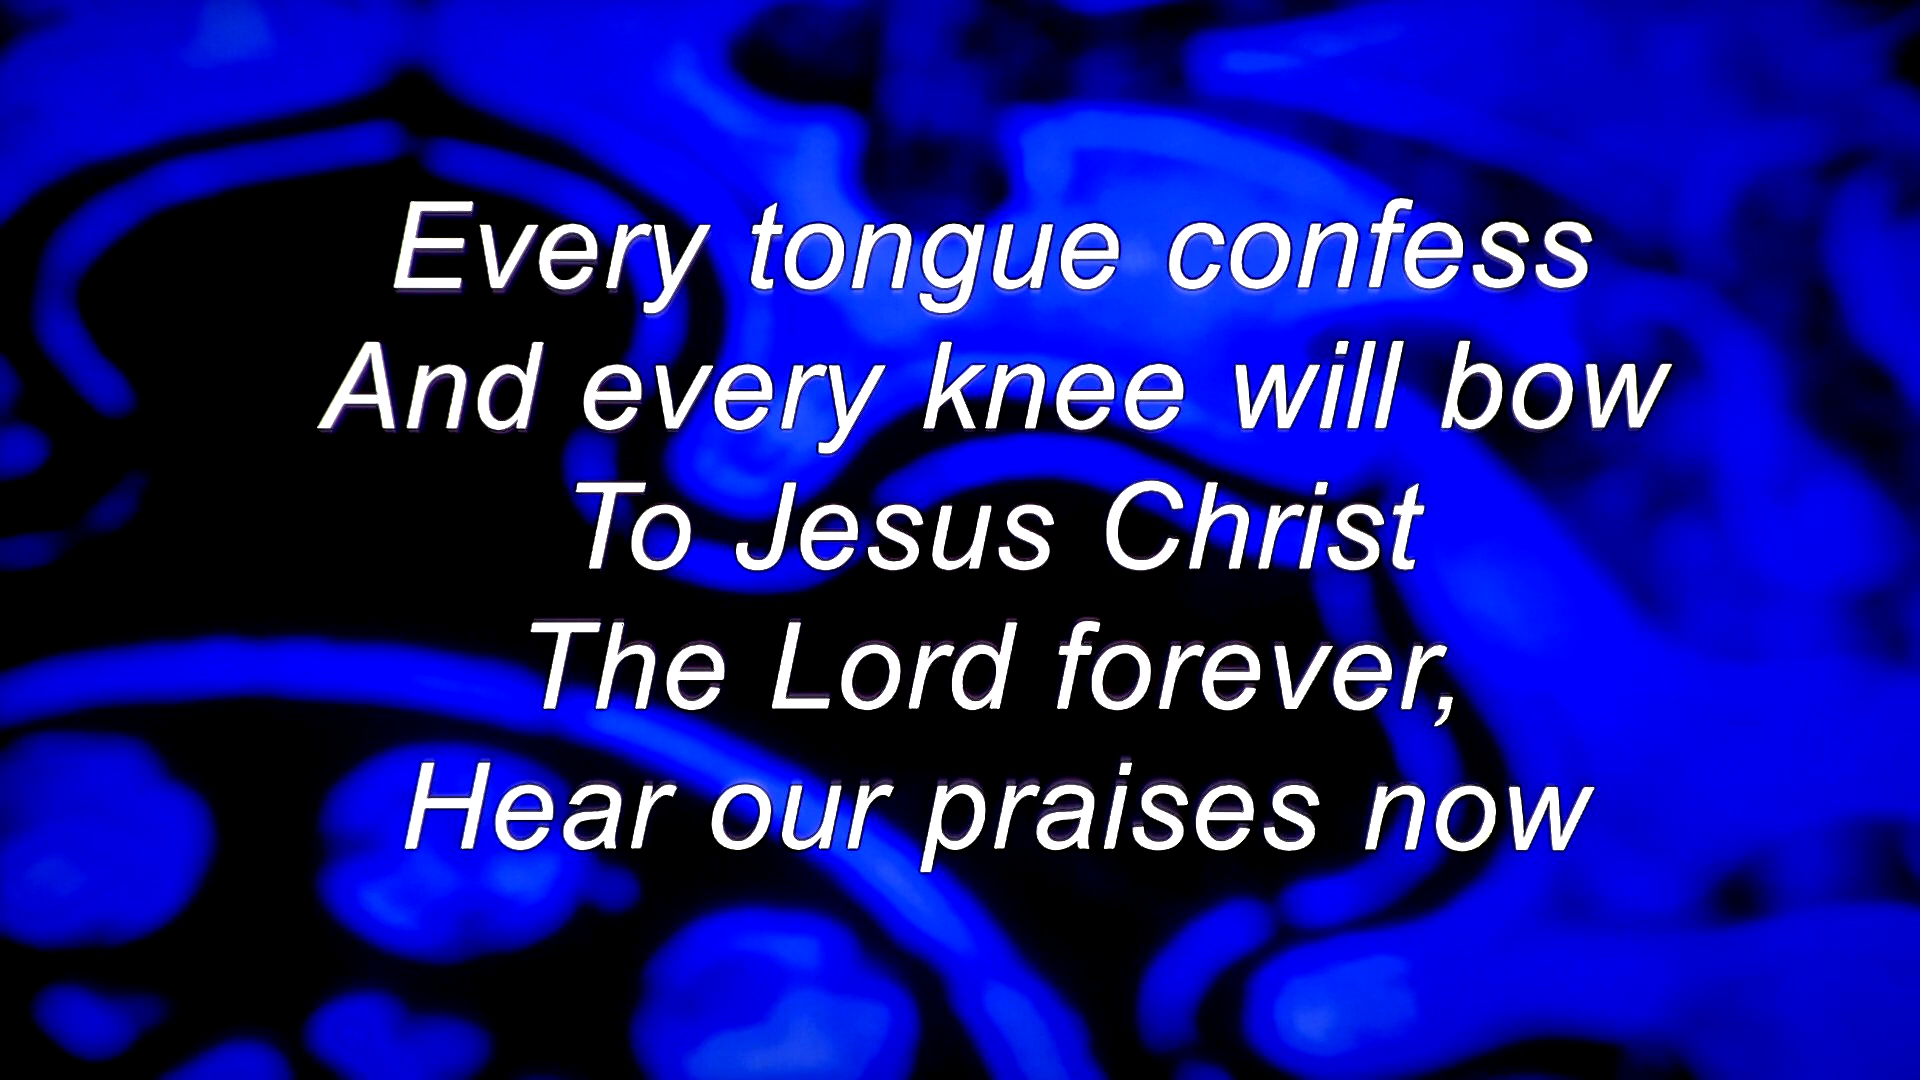 Every tongue confess
And every knee will bow
To Jesus Christ
The Lord forever,
Hear our praises now